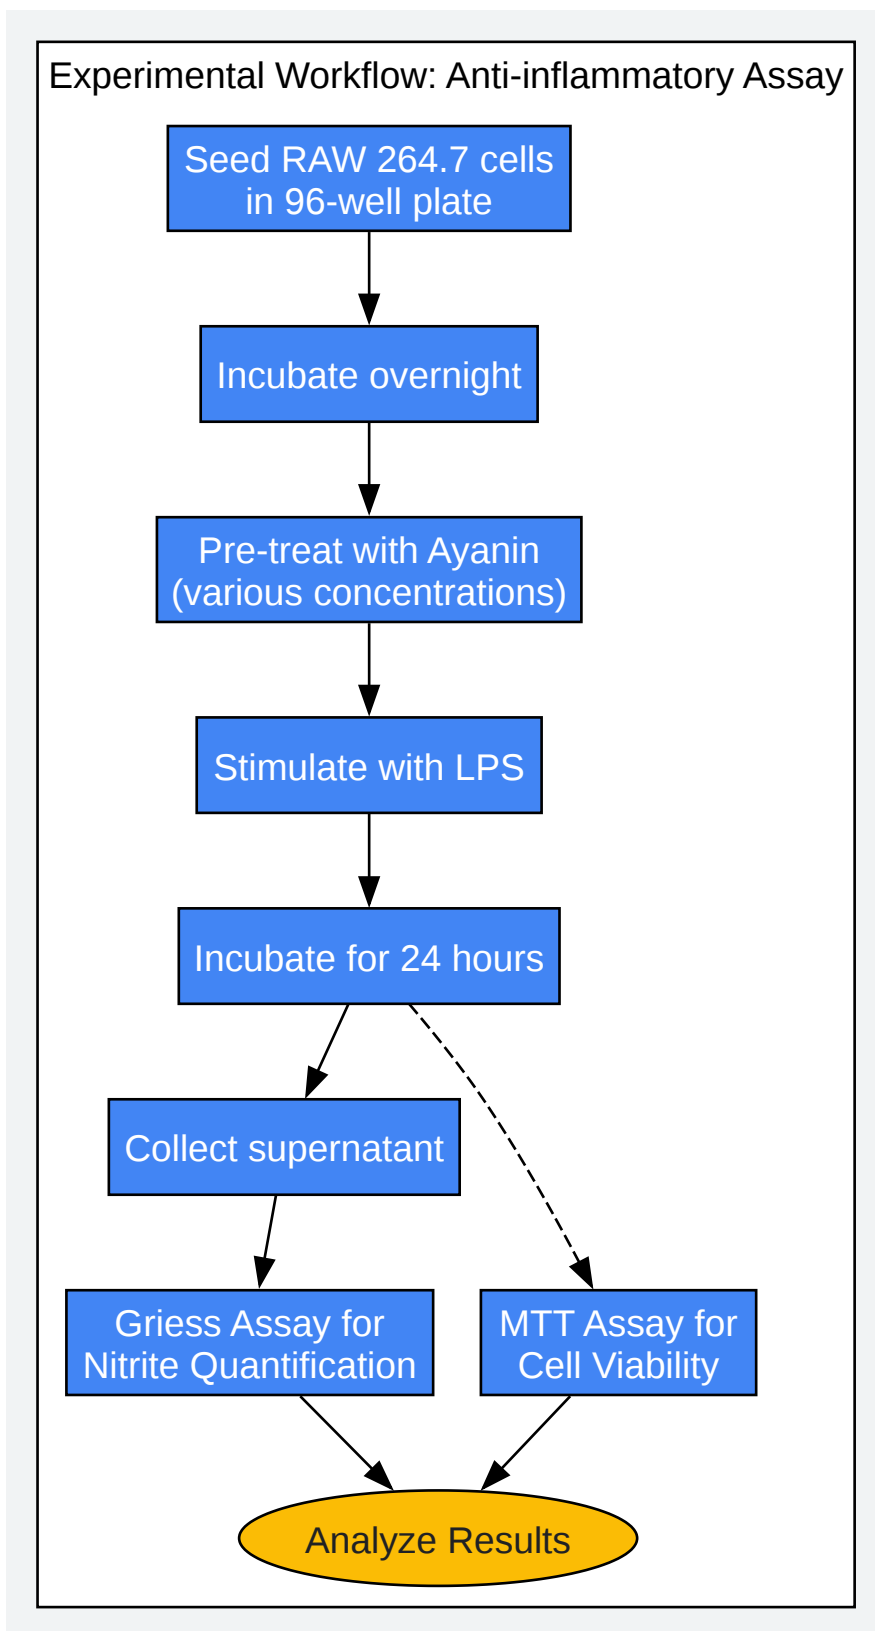 Experimental Workflow: Anti-inflammatory Assay
Seed RAW 264.7 cells
in 96-well plate
Incubate overnight
Pre-treat with Ayanin
(various concentrations)
Stimulate with LPS
Incubate for 24 hours
Collect supernatant
Griess Assay for
Nitrite Quantification
MTT Assay for
Cell Viability
Analyze Results